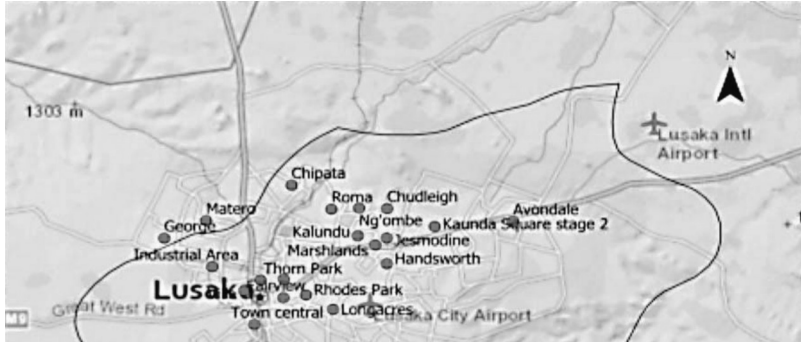 N
1303 m
Lusaka Intl
Airport
Chipata
Roma
Chudleigh
Matero
Avondale
George
Ng'ombe
Kaunda Square stage 2
Kalundu
Jesmodine
Marshlands
Industrial Area
Handsworth
Thorn Park
Lusaka
Fairview
Rhodes Park
Great West Rd
Town central
Longacres
Lusaka City Airport